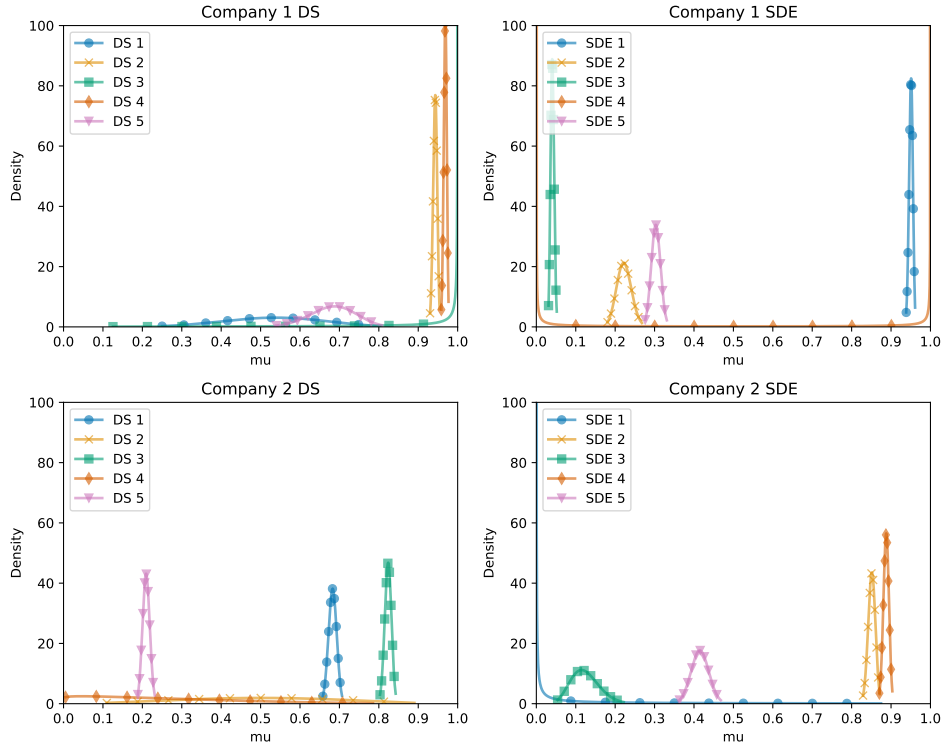 Company 1 DS
Density
100
80
60
40
20
0
DS 1
DS 2
DS 3
DS 4
DS 5
0.0 0.1 0.2 0.3 0.4 0.5 0.6 0.7 0.8 0.9 1.0
mu
Company 1 SDE
Density
100
80
60
40
20
0
SDE 1
SDE 2
SDE 3
SDE 4
SDE 5
0.0 0.1 0.2 0.3 0.4 0.5 0.6 0.7 0.8 0.9 1.0
mu
Company 2 DS
Density
100
80
60
40
20
0
DS 1
DS 2
DS 3
DS 4
DS 5
0.0 0.1 0.2 0.3 0.4 0.5 0.6 0.7 0.8 0.9 1.0
mu
Company 2 SDE
Density
100
80
60
40
20
0
SDE 1
SDE 2
SDE 3
SDE 4
SDE 5
0.0 0.1 0.2 0.3 0.4 0.5 0.6 0.7 0.8 0.9 1.0
mu